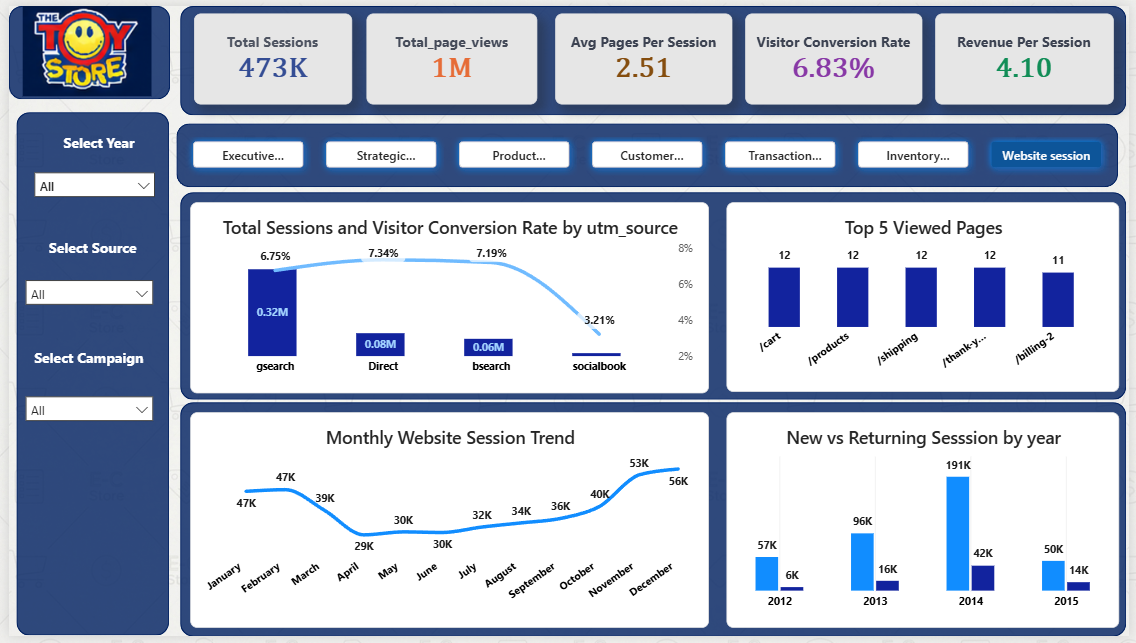 THE
TOY
STORE
Total Sessions
473K
Total_page_views
1M
Avg Pages Per Session
2.51
Visitor Conversion Rate
6.83%
Revenue Per Session
4.10
Select Year
All
Select Source
All
Select Campaign
All
Executive...
Strategic...
Product...
Customer...
Transaction...
Inventory...
Website session
Total Sessions and Visitor Conversion Rate by utm_source
6.75%
7.34%
7.19%
3.21%
8%
6%
4%
2%
0.32M
0.08M
0.06M
gsearch
Direct
bsearch
socialbook
Top 5 Viewed Pages
12
12
12
12
11
/cart
/products
/shipping
/thank-y...
/billing-2
Monthly Website Session Trend
47K
47K
39K
29K
30K
30K
32K
34K
36K
40K
53K
56K
January
February
March
April
May
June
July
August
September
October
November
December
New vs Returning Sesssion by year
57K
6K
96K
16K
191K
42K
50K
14K
2012
2013
2014
2015